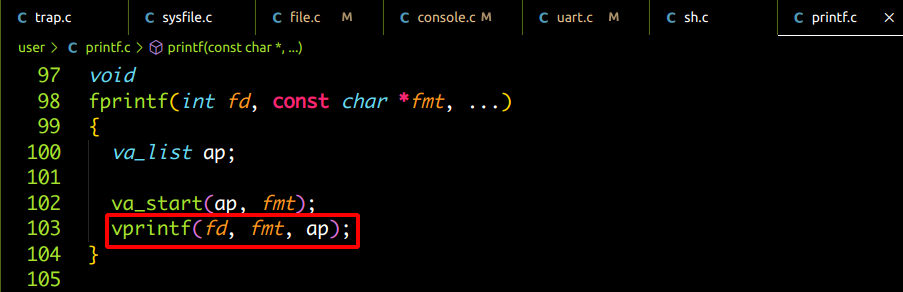 C trap.c C sysfile.c C file.c M C console.c M C uart.c M C sh.c C printf.c ×
user > C printf.c > printf(const char *, ...)
97 void
98 fprintf(int fd, const char *fmt, ...)
99 {
100 va_list ap;
101
102 va_start(ap, fmt);
103 vprintf(fd, fmt, ap);
104 }
105